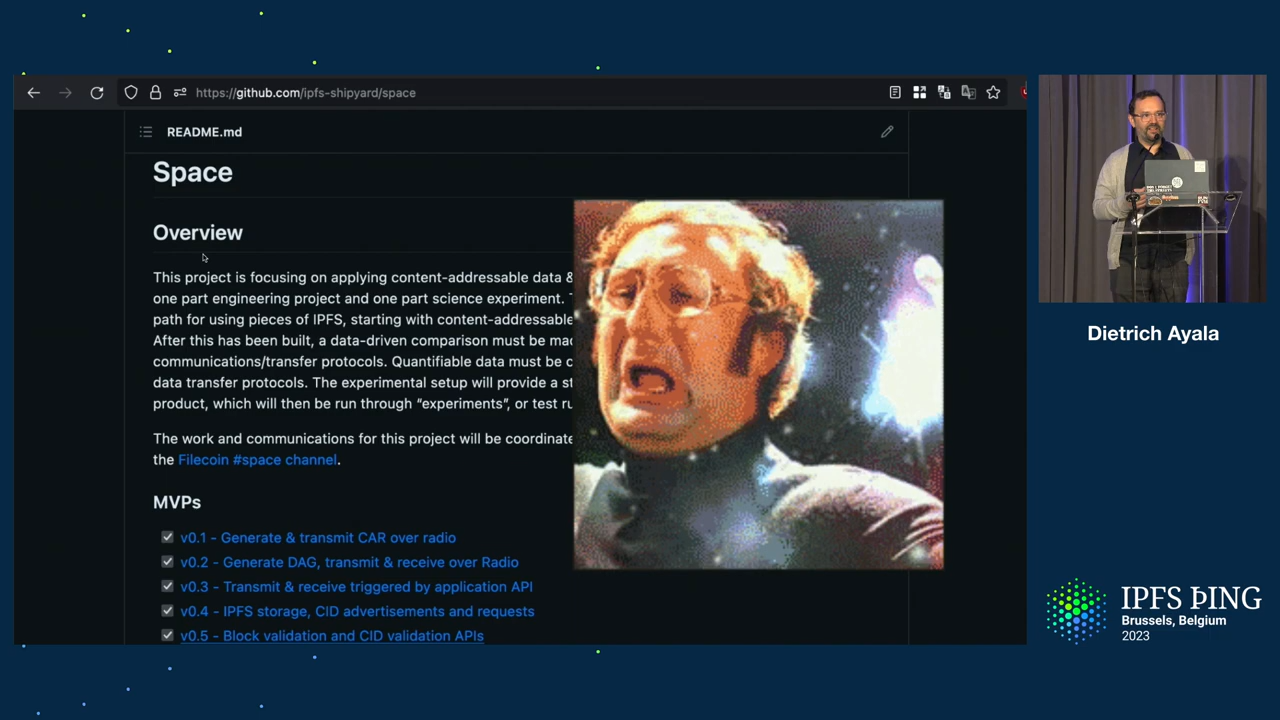 https://github.com/ipfs-shipyard/space
README.md
Space
Overview
This project is focusing on applying content-addressable data &
one part engineering project and one part science experiment.
path for using pieces of IPFS, starting with content-addressable
After this has been built, a data-driven comparison must be
communications/transfer protocols. Quantifiable data must be
data transfer protocols. The experimental setup will provide a
product, which will then be run through “experiments”, or test
The work and communications for this project will be
the Filecoin #space channel.
MVPs
v0.1 - Generate & transmit CAR over radio
v0.2 - Generate DAG, transmit & receive over Radio
v0.3 - Transmit & receive triggered by application API
v0.4 - IPFS storage, CID advertisements and requests
v0.5 - Block validation and CID validation APIs
Dietrich Ayala
IPFS ÞING
Brussels, Belgium
2023